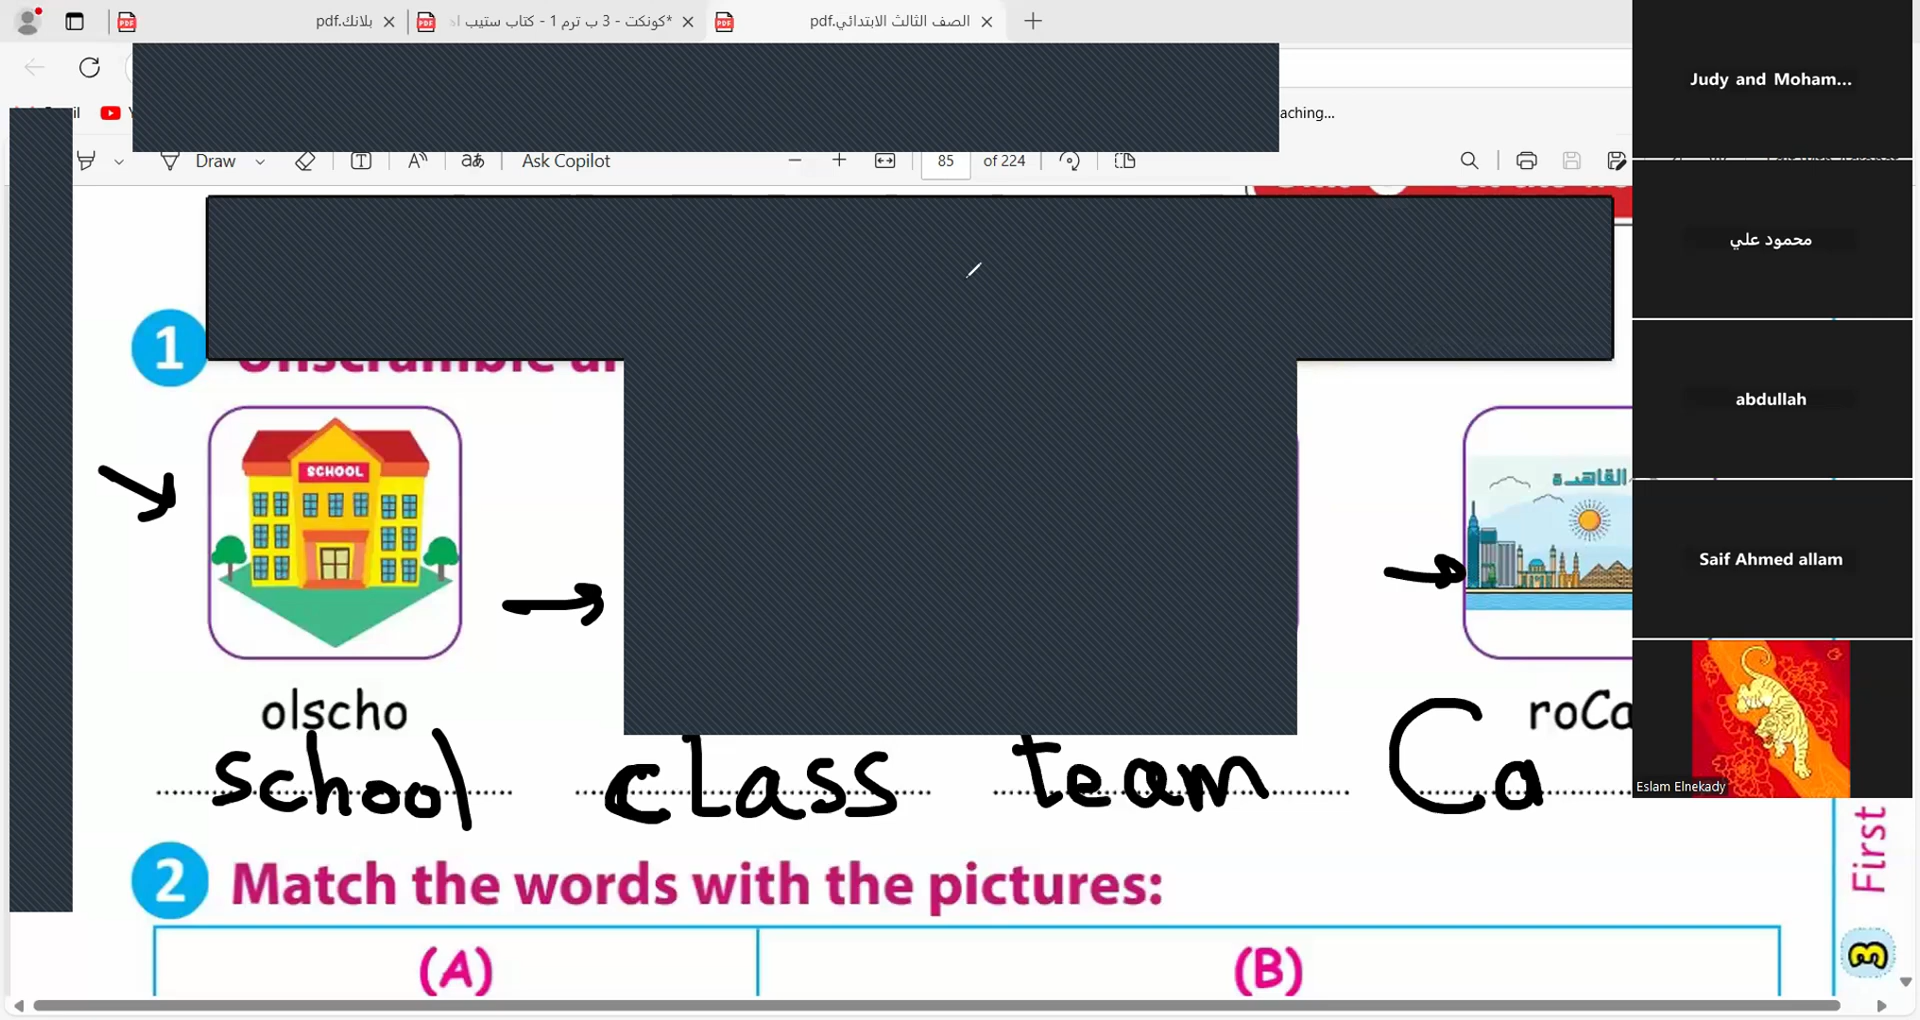 بلانك.pdf
*كونكت - 3 ب ترم 1 - كتاب ستيب
الصف الثالث الابتدائي.pdf
aching...
Draw
Ask Copilot
85 of 224
1
SCHOOL
القاهرة
olscho
roCa
school class team Ca
2 Match the words with the pictures:
(A) (B)
First
3
Judy and Moham...
محمود علي
abdullah
Saif Ahmed allam
Eslam Elnekady